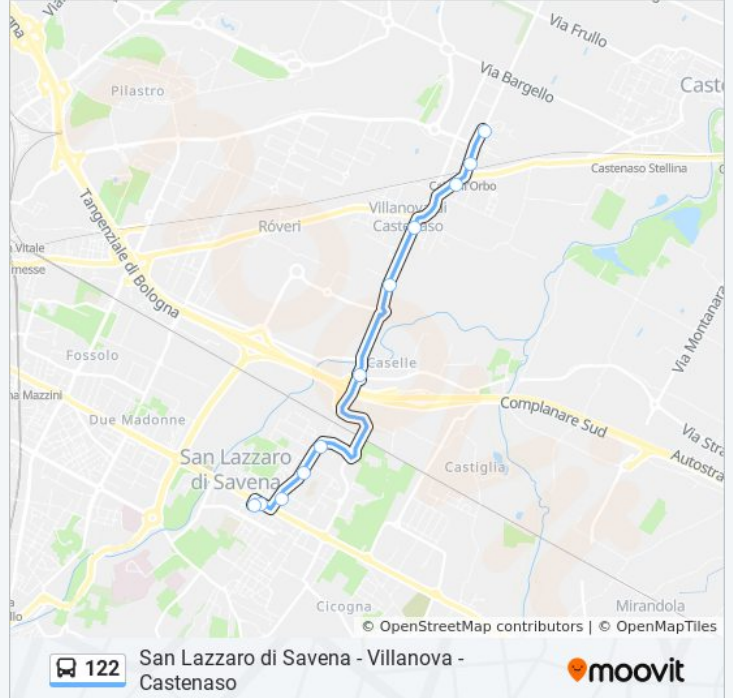 Via
Via Frullo
Via Bargello
Pilastro
Caste
Castenaso Stellina
Ca' dell'Orbo
Villanova di
Castenaso
Róveri
Tangenziale di Bologna
Vitale
messe
Via Montanara
Fossolo
Caselle
Mazzini
Complanare Sud
Due Madonne
Via Stra
Autostra
San Lazzaro
di Savena
Castiglia
Cicogna
Mirandola
© OpenStreetMap contributors | © OpenMapTiles
122
San Lazzaro di Savena - Villanova -
Castenaso
moovit